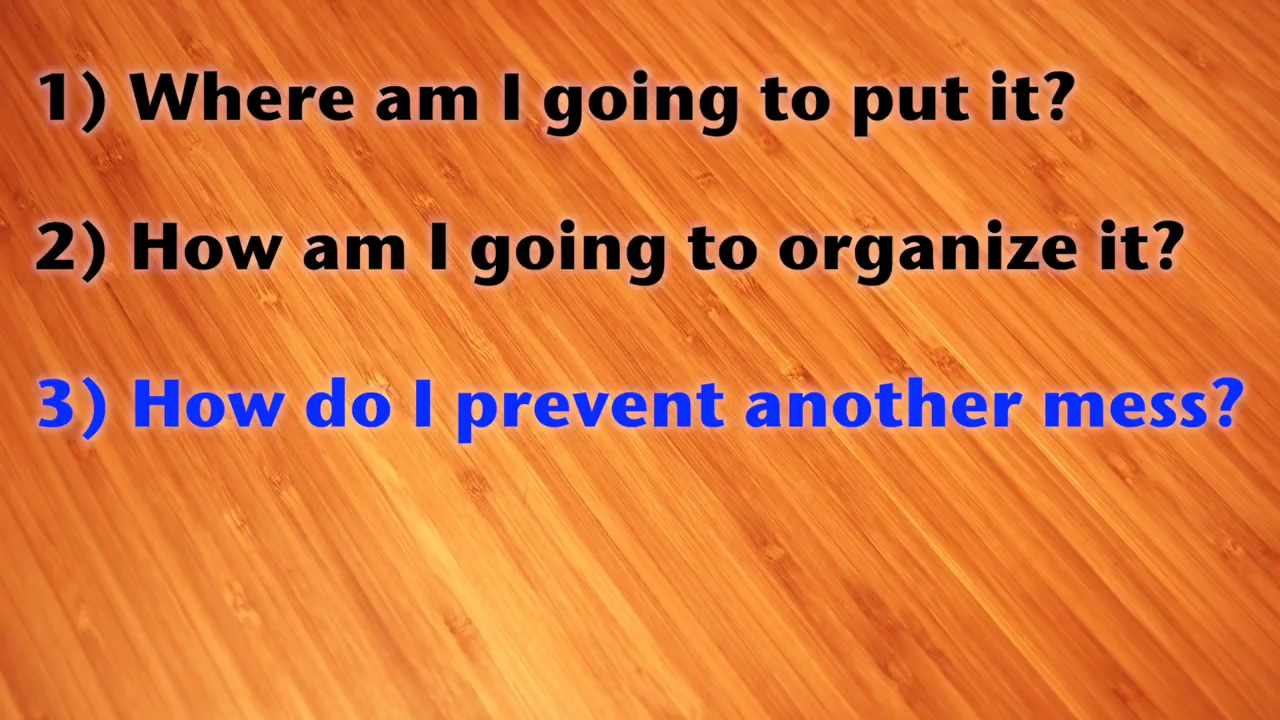 1) Where am I going to put it?
2) How am I going to organize it?
3) How do I prevent another mess?